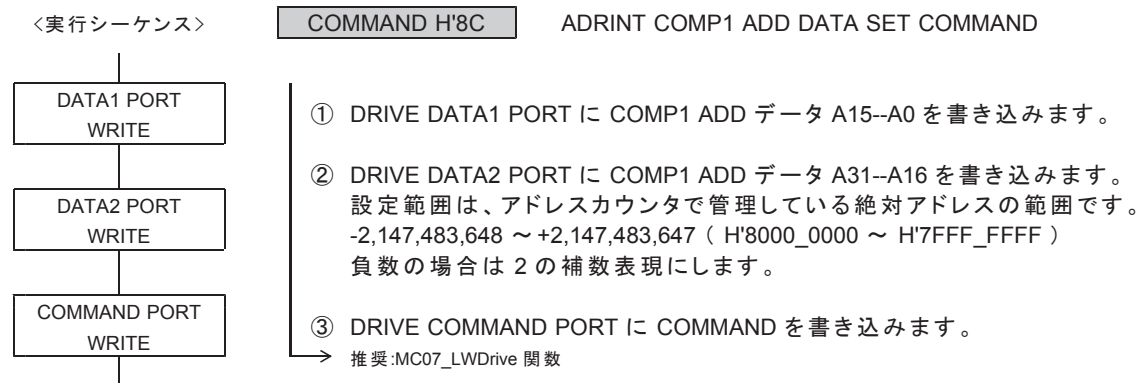 <実行シーケンス>
COMMAND H'8C ADRINT COMP1 ADD DATA SET COMMAND
DATA1 PORT
WRITE
① DRIVE DATA1 PORT に COMP1 ADD データ A15--A0 を書き込みます。
DATA2 PORT
WRITE
② DRIVE DATA2 PORT に COMP1 ADD データ A31--A16 を書き込みます。
設定範囲は、アドレスカウンタで管理している絶対アドレスの範囲です。
-2,147,483,648 ～ +2,147,483,647 ( H'8000_0000 ～ H'7FFF_FFFF )
負数の場合は 2 の補数表現にします。
COMMAND PORT
WRITE
③ DRIVE COMMAND PORT に COMMAND を書き込みます。
推奨:MC07_LWDrive 関数